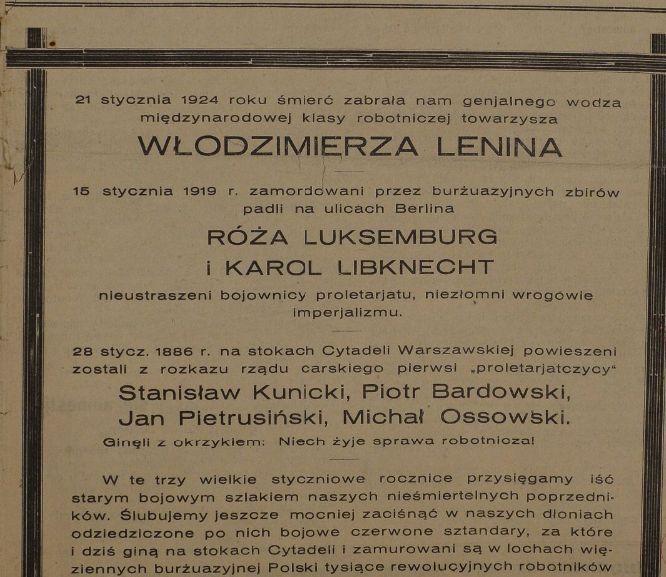 21 stycznia 1924 roku śmierć zabrała nam genjalnego wodza
międzynarodowej klasy robotniczej towarzysza
WŁODZIMIERZA LENINA
15 stycznia 1919 r. zamordowani przez burżuazyjnych zbirów
padli na ulicach Berlina
RÓŻA LUKSEMBURG
i KAROL LIBKNECHT
nieustraszeni bojownicy proletarjatu, niezłomni wrogówie
imperjalizmu.
28 stycz. 1886 r. na stokach Cytadeli Warszawskiej powieszeni
zostali z rozkazu rządu carskiego pierwsi „proletarjatczycy“
Stanisław Kunicki, Piotr Bardowski,
Jan Pietrusiński, Michał Ossowski.
Ginęli z okrzykiem: Niech żyje sprawa robotnicza!
W te trzy wielkie styczniowe rocznice przysięgamy iść
starym bojowym szlakiem naszych nieśmiertelnych poprzedni-
ków. Ślubujemy jeszcze mocniej zaciśnąć w naszych dłoniach
odziedziczone po nich bojowe czerwone sztandary, za które
i dziś giną na stokach Cytadeli i zamurowani są w lochach wię-
ziennych burżuazyjnej Polski tysiące rewolucyjnych robotników